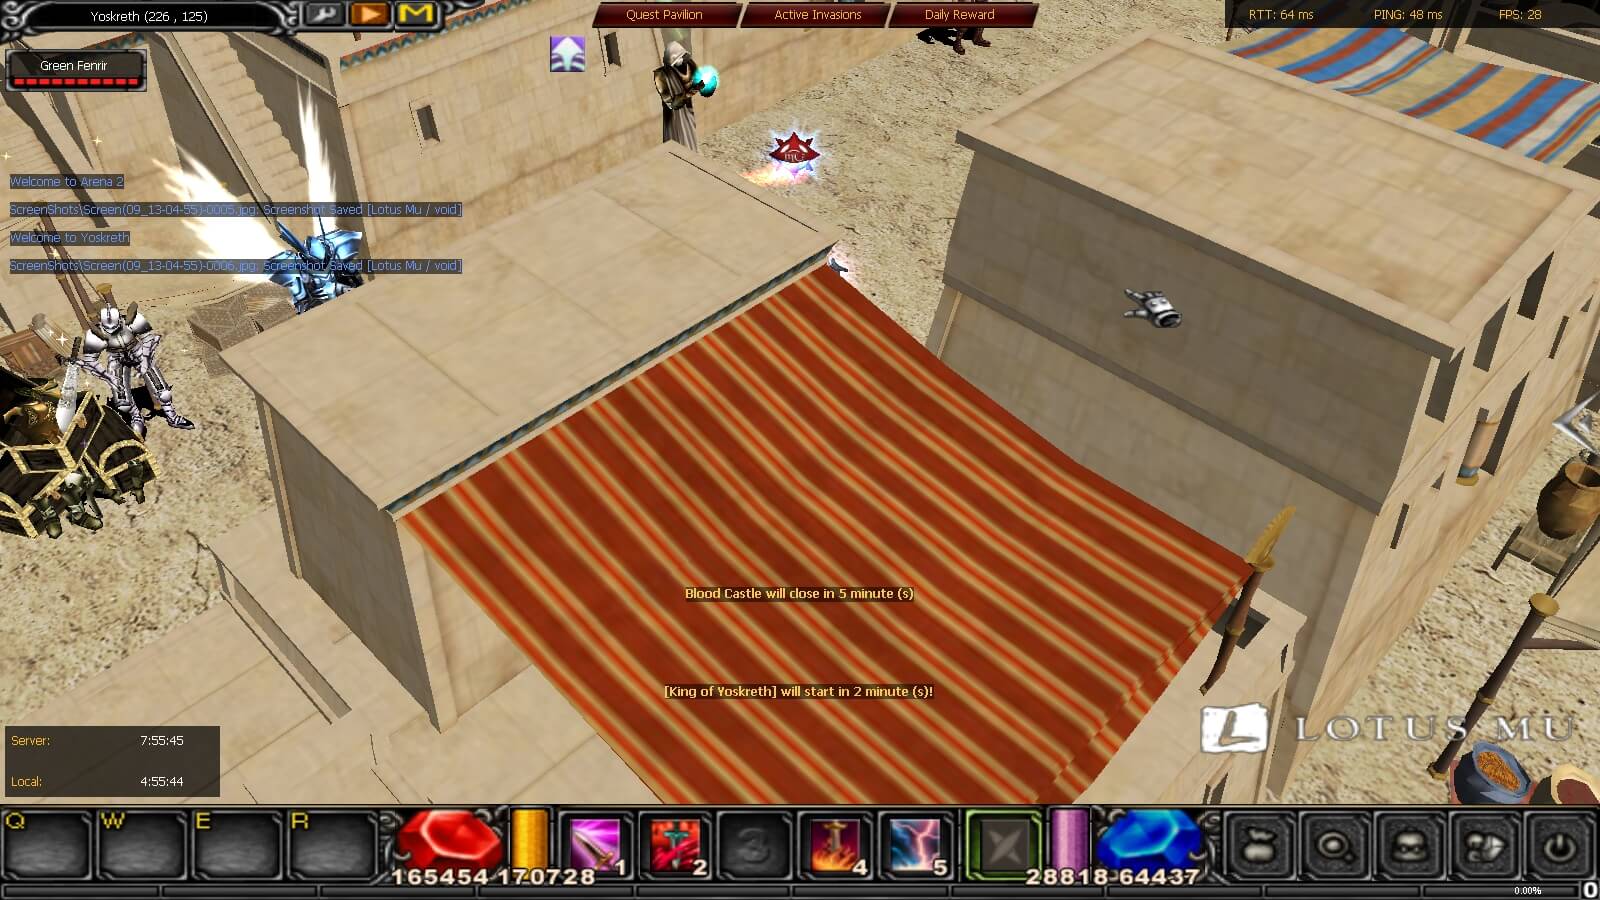 Yoskreth (226 , 125)
Quest Pavilion
Active Invasions
Daily Reward
RTT: 64 ms
PING: 48 ms
FPS: 28
Green Fenrir
Welcome to Arena 2
ScreenShots\Screen(09_13-04-55)-0005.jpg: Screenshot Saved [Lotus Mu / void]
Welcome to Yoskreth
ScreenShots\Screen(09_13-04-55)-0006.jpg: Screenshot Saved [Lotus Mu / void]
Blood Castle will close in 5 minute (s)
[King of Yoskreth] will start in 2 minute (s)!
LOTUS MU
Server: 7:55:45
Local: 4:55:44
Q W E R
1 2 3 4 5
165454 170728 28818 64437
0.00% 0